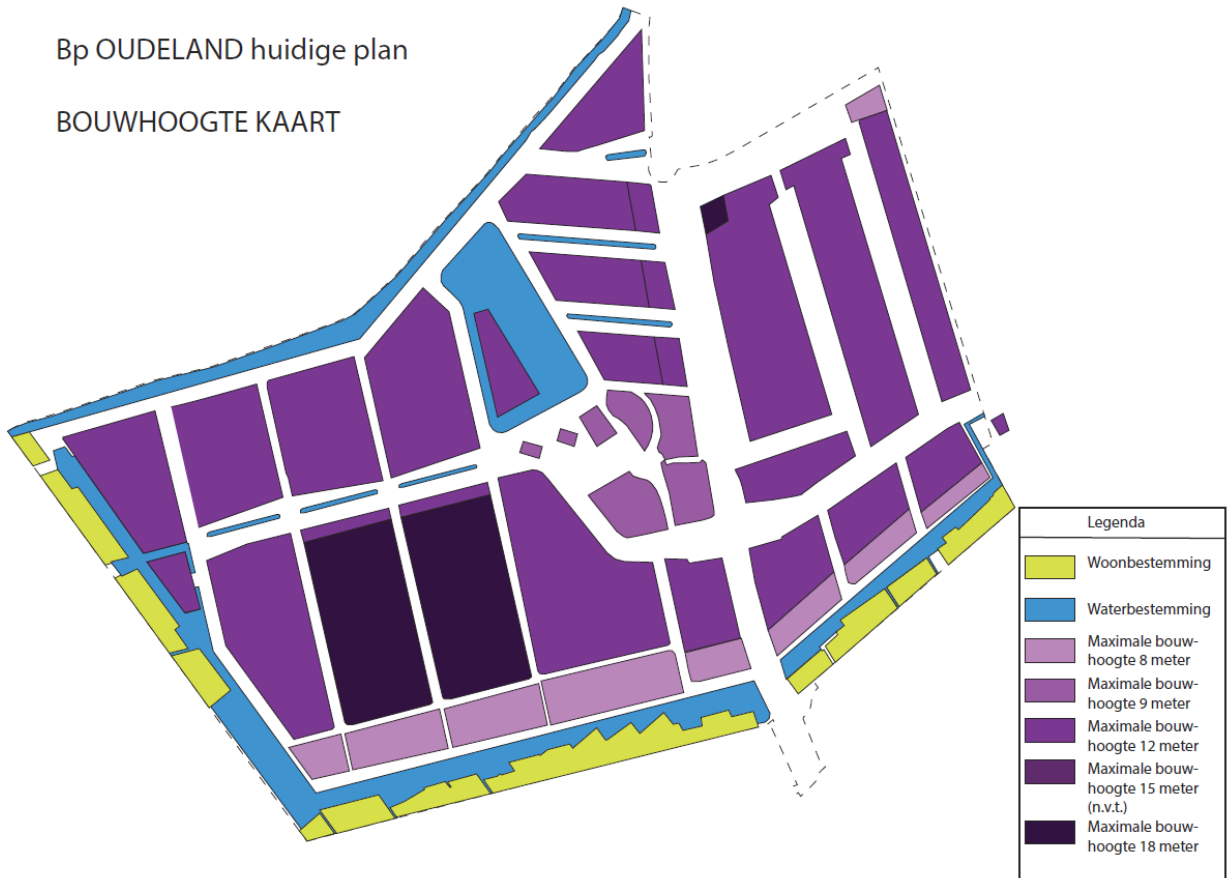 Bp OUDELAND huidige plan
BOUWHOOGTE KAART
Legenda
Woonbestemming
Waterbestemming
Maximale bouw-
hoogte 8 meter
Maximale bouw-
hoogte 9 meter
Maximale bouw-
hoogte 12 meter
Maximale bouw-
hoogte 15 meter
(n.v.t.)
Maximale bouw-
hoogte 18 meter